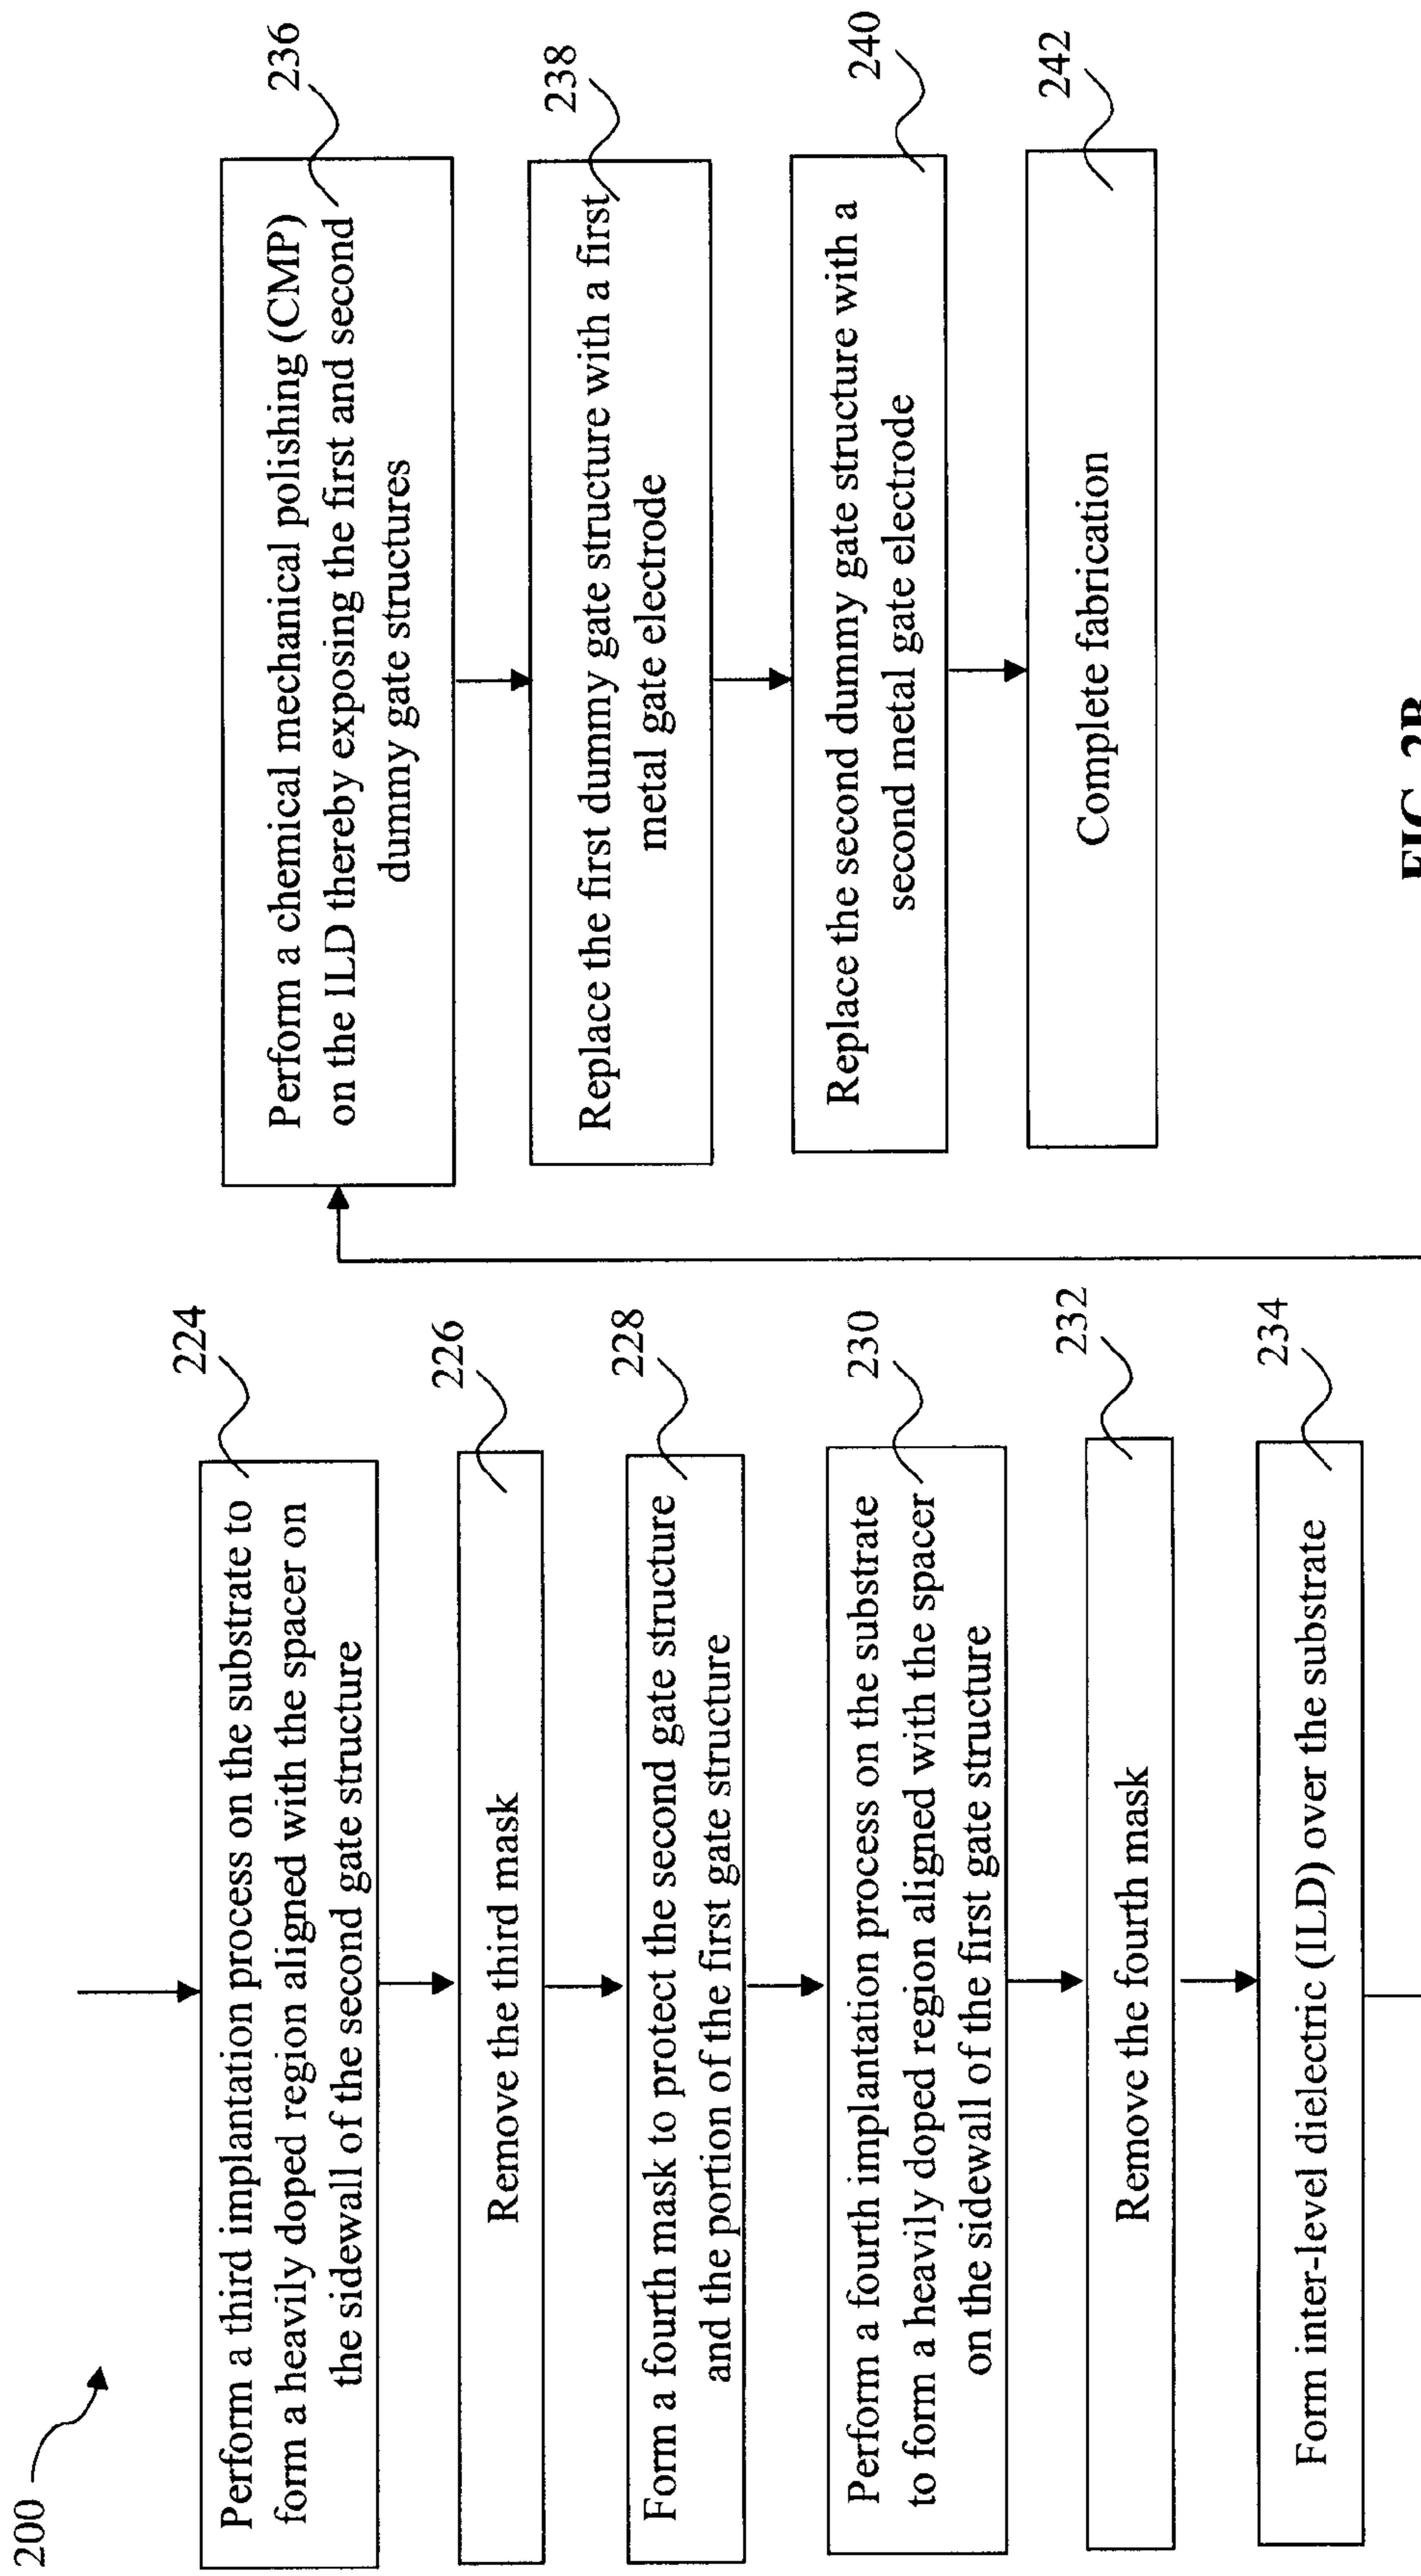 200
224
Perform a third implantation process on the substrate to
form a heavily doped region aligned with the spacer on
the sidewall of the second gate structure
226
Remove the third mask
228
Form a fourth mask to protect the second gate structure
and the portion of the first gate structure
230
Perform a fourth implantation process on the substrate
to form a heavily doped region aligned with the spacer
on the sidewall of the first gate structure
232
Remove the fourth mask
234
Form inter-level dielectric (ILD) over the substrate
236
Perform a chemical mechanical polishing (CMP)
on the ILD thereby exposing the first and second
dummy gate structures
238
Replace the first dummy gate structure with a first
metal gate electrode
240
Replace the second dummy gate structure with a
second metal gate electrode
242
Complete fabrication
FIG. 2B